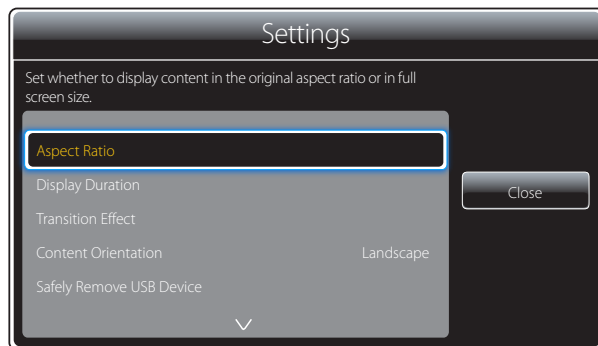 Settings
Set whether to display content in the original aspect ratio or in full
screen size.
Aspect Ratio
Display Duration
Close
Transition Effect
Content Orientation Landscape
Safely Remove USB Device